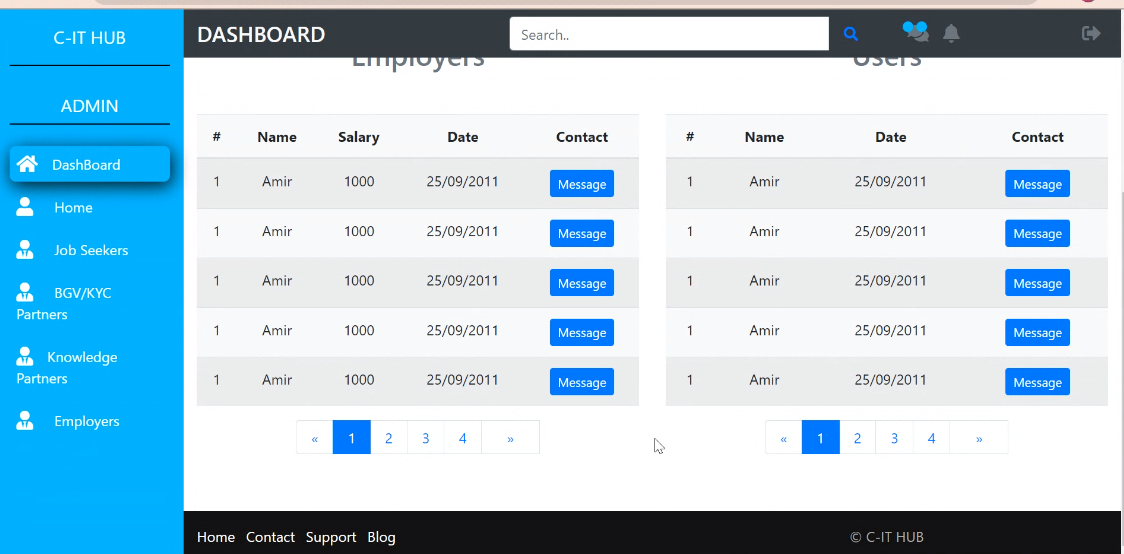 C-IT HUB
ADMIN
DashBoard
Home
Job Seekers
BGV/KYC
Partners
Knowledge
Partners
Employers
DASHBOARD
Search..
Employers
# Name Salary Date Contact
1 Amir 1000 25/09/2011 Message
1 Amir 1000 25/09/2011 Message
1 Amir 1000 25/09/2011 Message
1 Amir 1000 25/09/2011 Message
1 Amir 1000 25/09/2011 Message
« 1 2 3 4 »
Users
# Name Date Contact
1 Amir 25/09/2011 Message
1 Amir 25/09/2011 Message
1 Amir 25/09/2011 Message
1 Amir 25/09/2011 Message
1 Amir 25/09/2011 Message
« 1 2 3 4 »
Home Contact Support Blog
© C-IT HUB